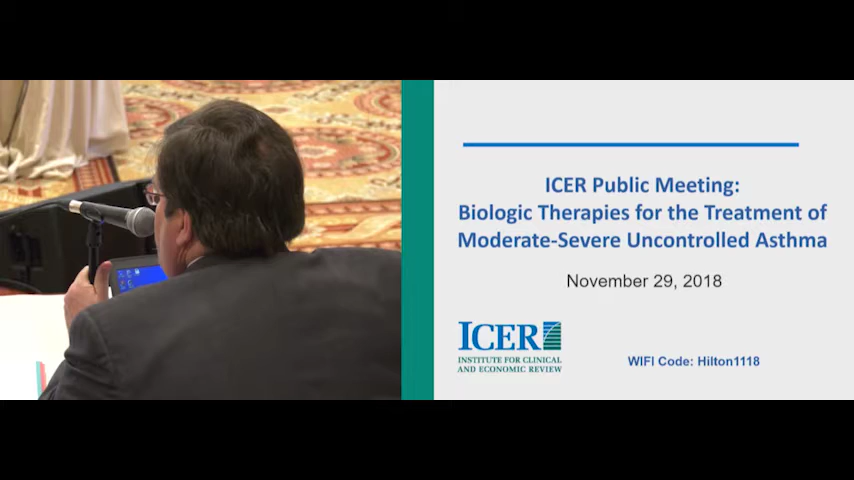 ICER Public Meeting:
Biologic Therapies for the Treatment of
Moderate-Severe Uncontrolled Asthma
November 29, 2018
ICER
INSTITUTE FOR CLINICAL
AND ECONOMIC REVIEW
WIFI Code: Hilton1118